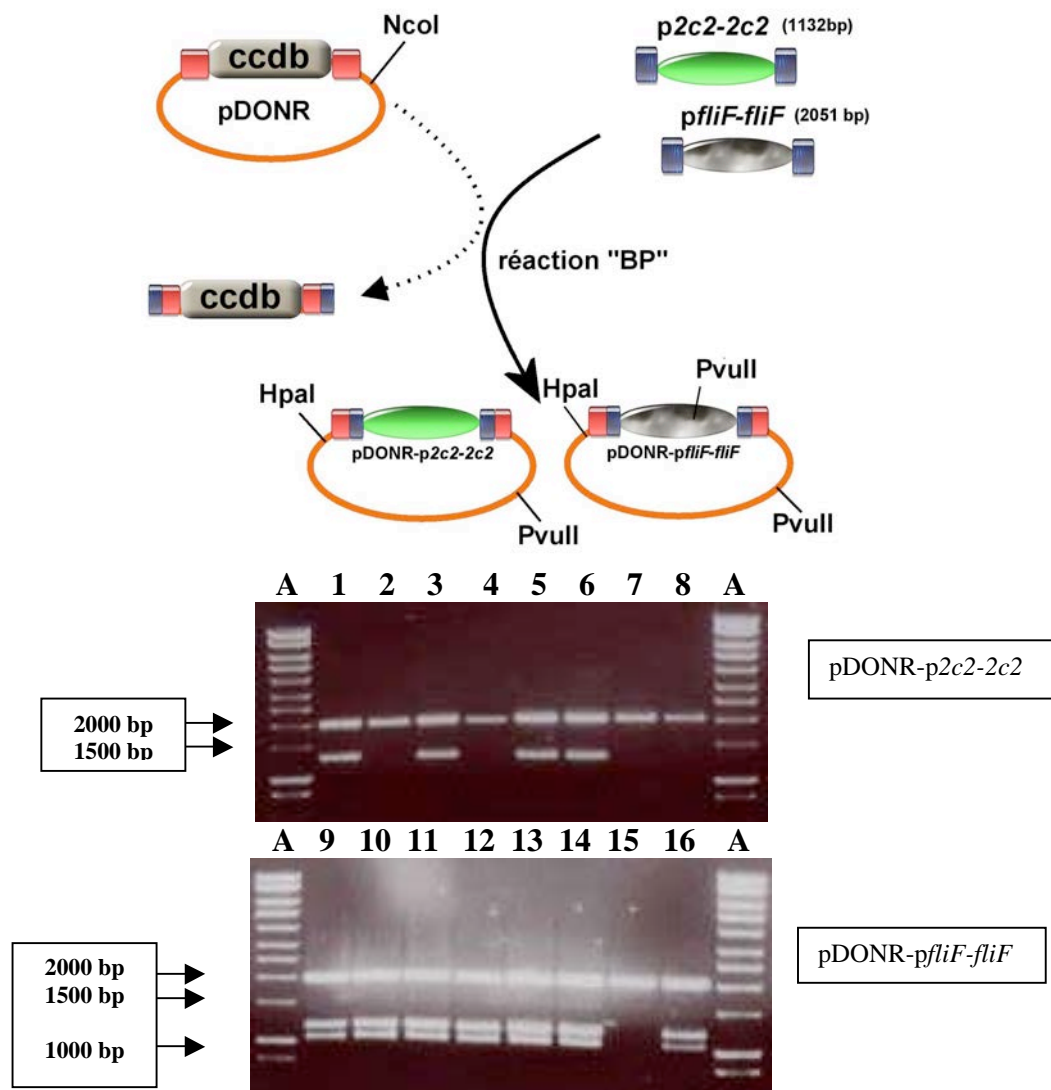 NcoI
ccdb
pDONR
p2c2-2c2 (1132bp)
pfliF-fliF (2051 bp)
réaction "BP"
ccdb
HpaI
pDONR-p2c2-2c2
PvuII
HpaI
PvuII
pDONR-pfliF-fliF
PvuII
A 1 2 3 4 5 6 7 8 A
2000 bp
1500 bp
pDONR-p2c2-2c2
A 9 10 11 12 13 14 15 16 A
2000 bp
1500 bp
1000 bp
pDONR-pfliF-fliF